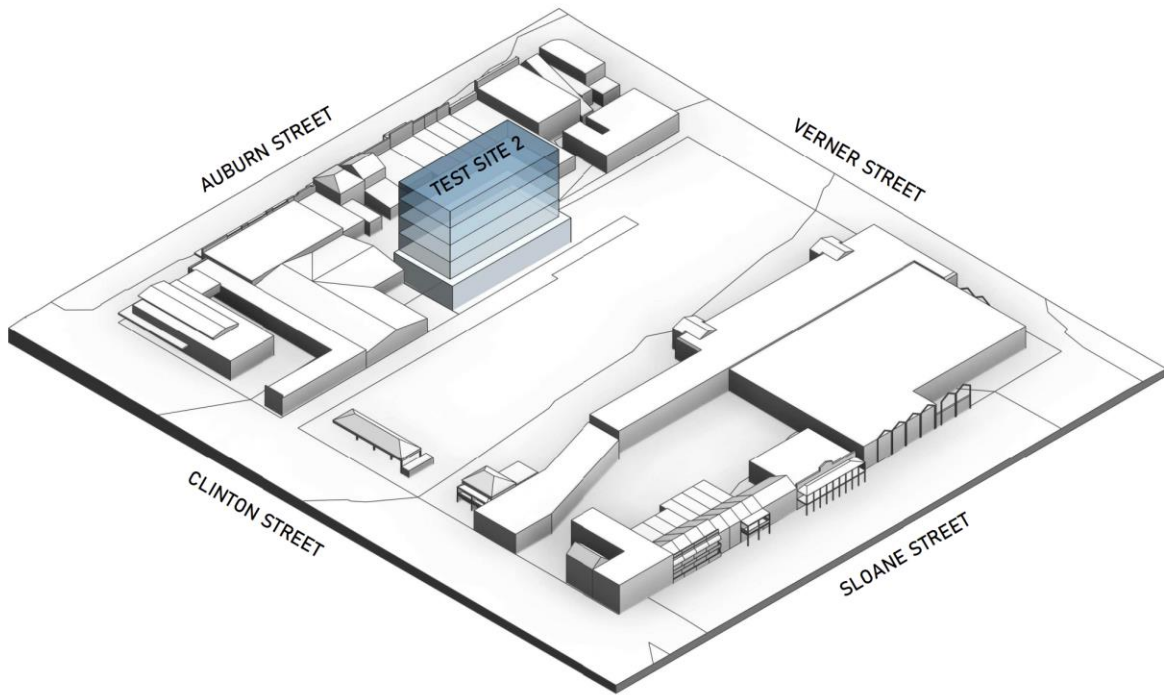 AUBURN STREET
VERNER STREET
TEST SITE 2
CLINTON STREET
SLOANE STREET